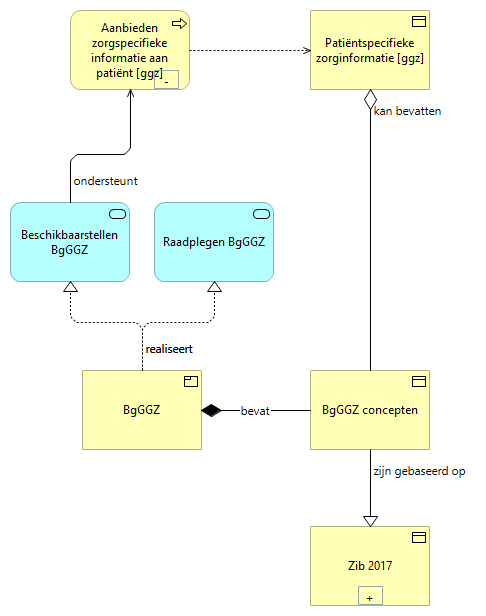 Aanbieden
zorgspecifieke
informatie aan
patiënt [ggz]
-
Patiëntspecifieke
zorginformatie [ggz]
kan bevatten
ondersteunt
Beschikbaarstellen
BgGGZ
Raadplegen BgGGZ
realiseert
BgGGZ
bevat
BgGGZ concepten
zijn gebaseerd op
Zib 2017
+